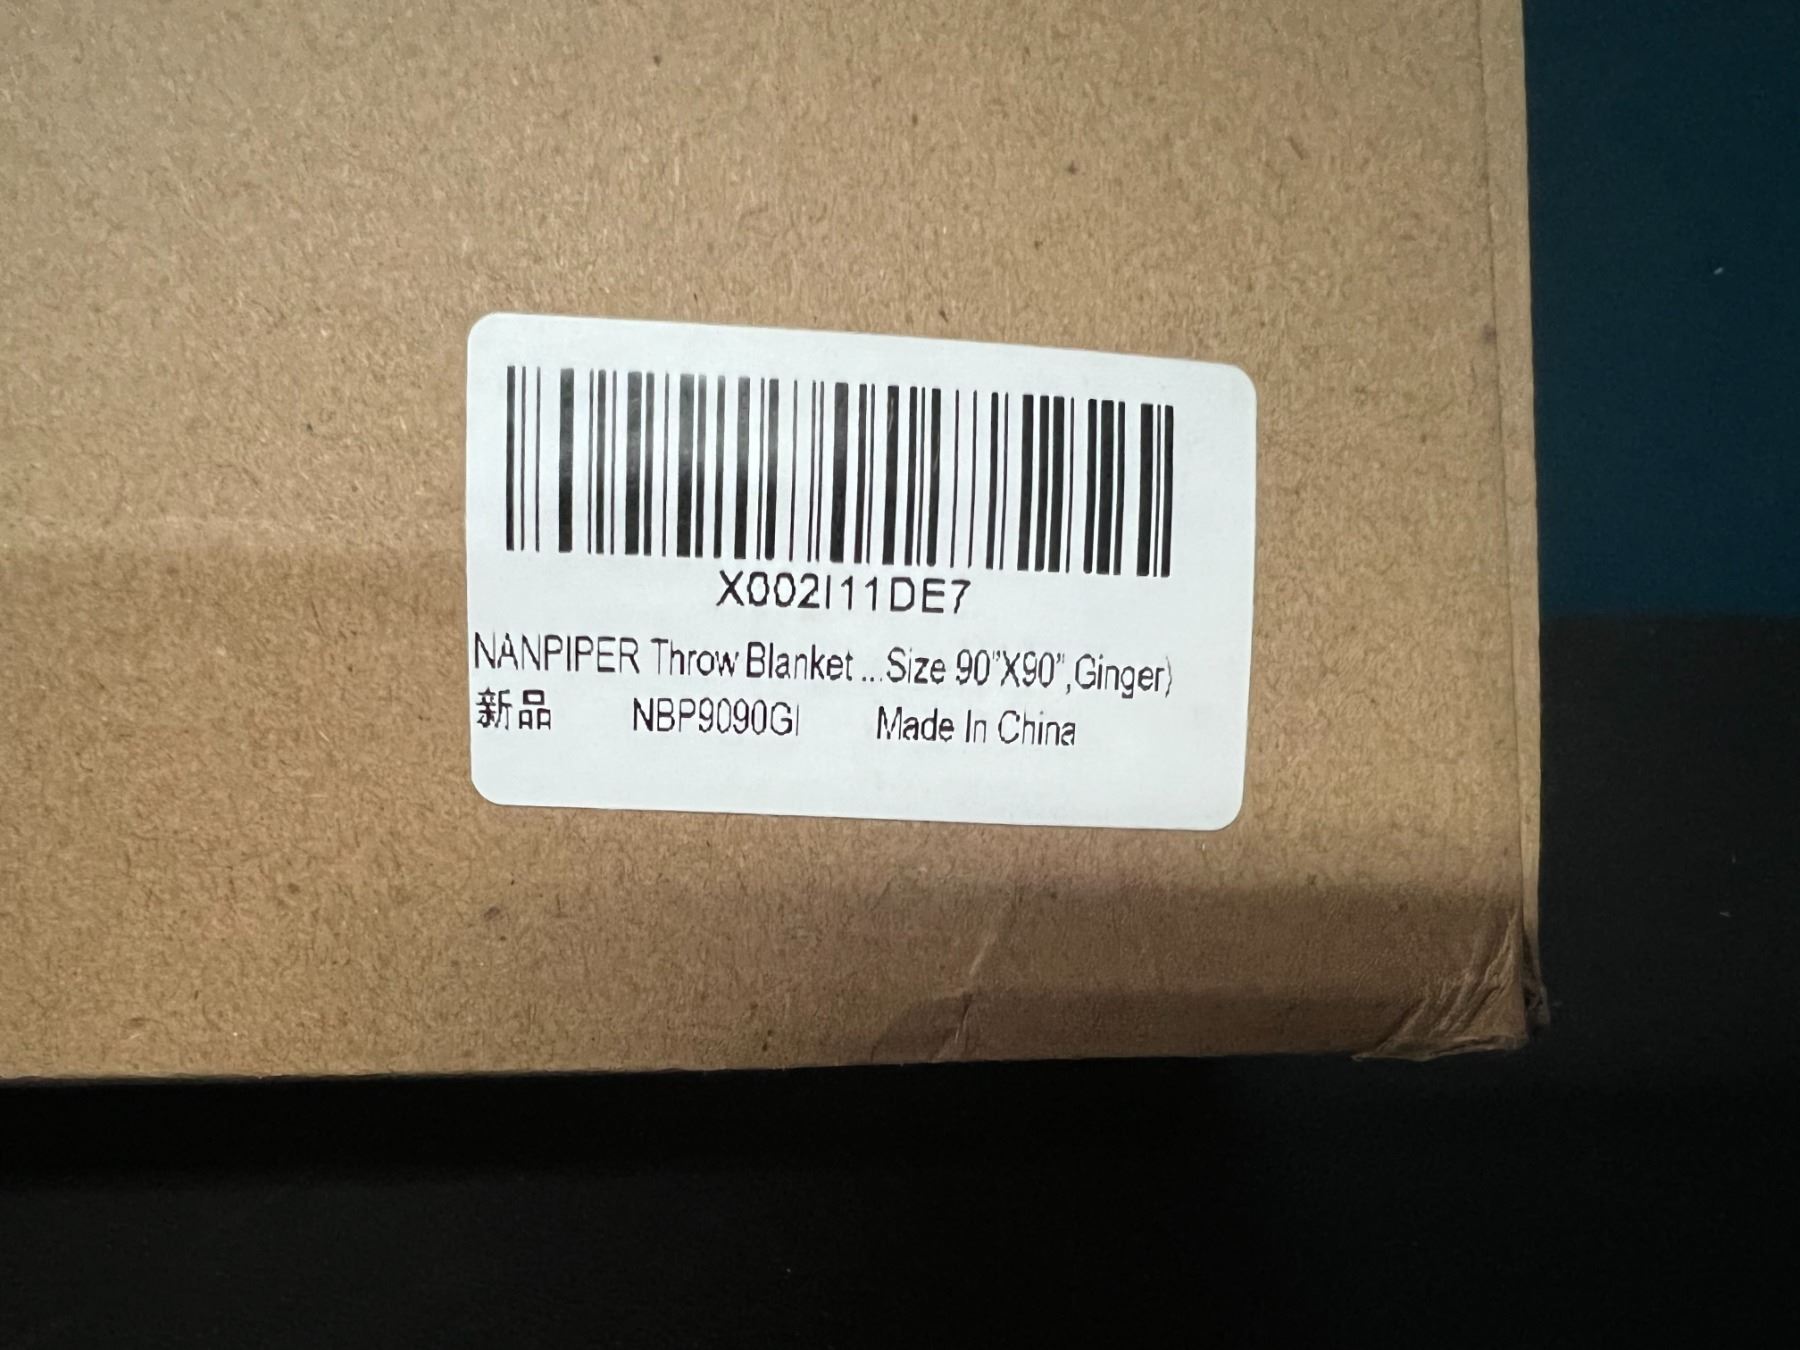 X002I11DE7
NANPIPER Throw Blanket ...Size 90"X90",Ginger)
新品 NBP9090GI Made In China